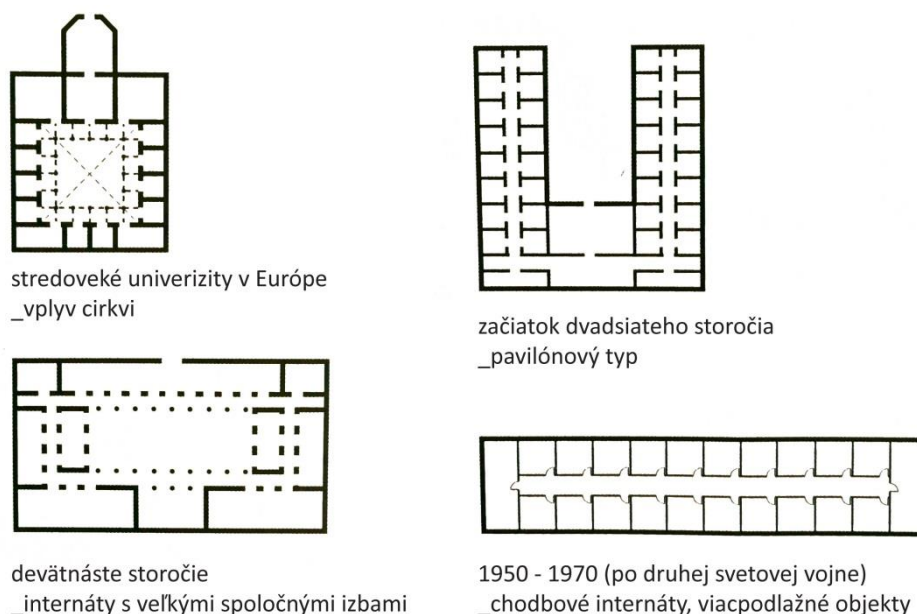 stredoveké univerizity v Európe
_vplyv cirkvi
začiatok dvadsiateho storočia
_pavilónový typ
devätnáste storočie
_internáty s veľkými spoločnými izbami
1950 - 1970 (po druhej svetovej vojne)
_chodbové internáty, viacpodlažné objekty